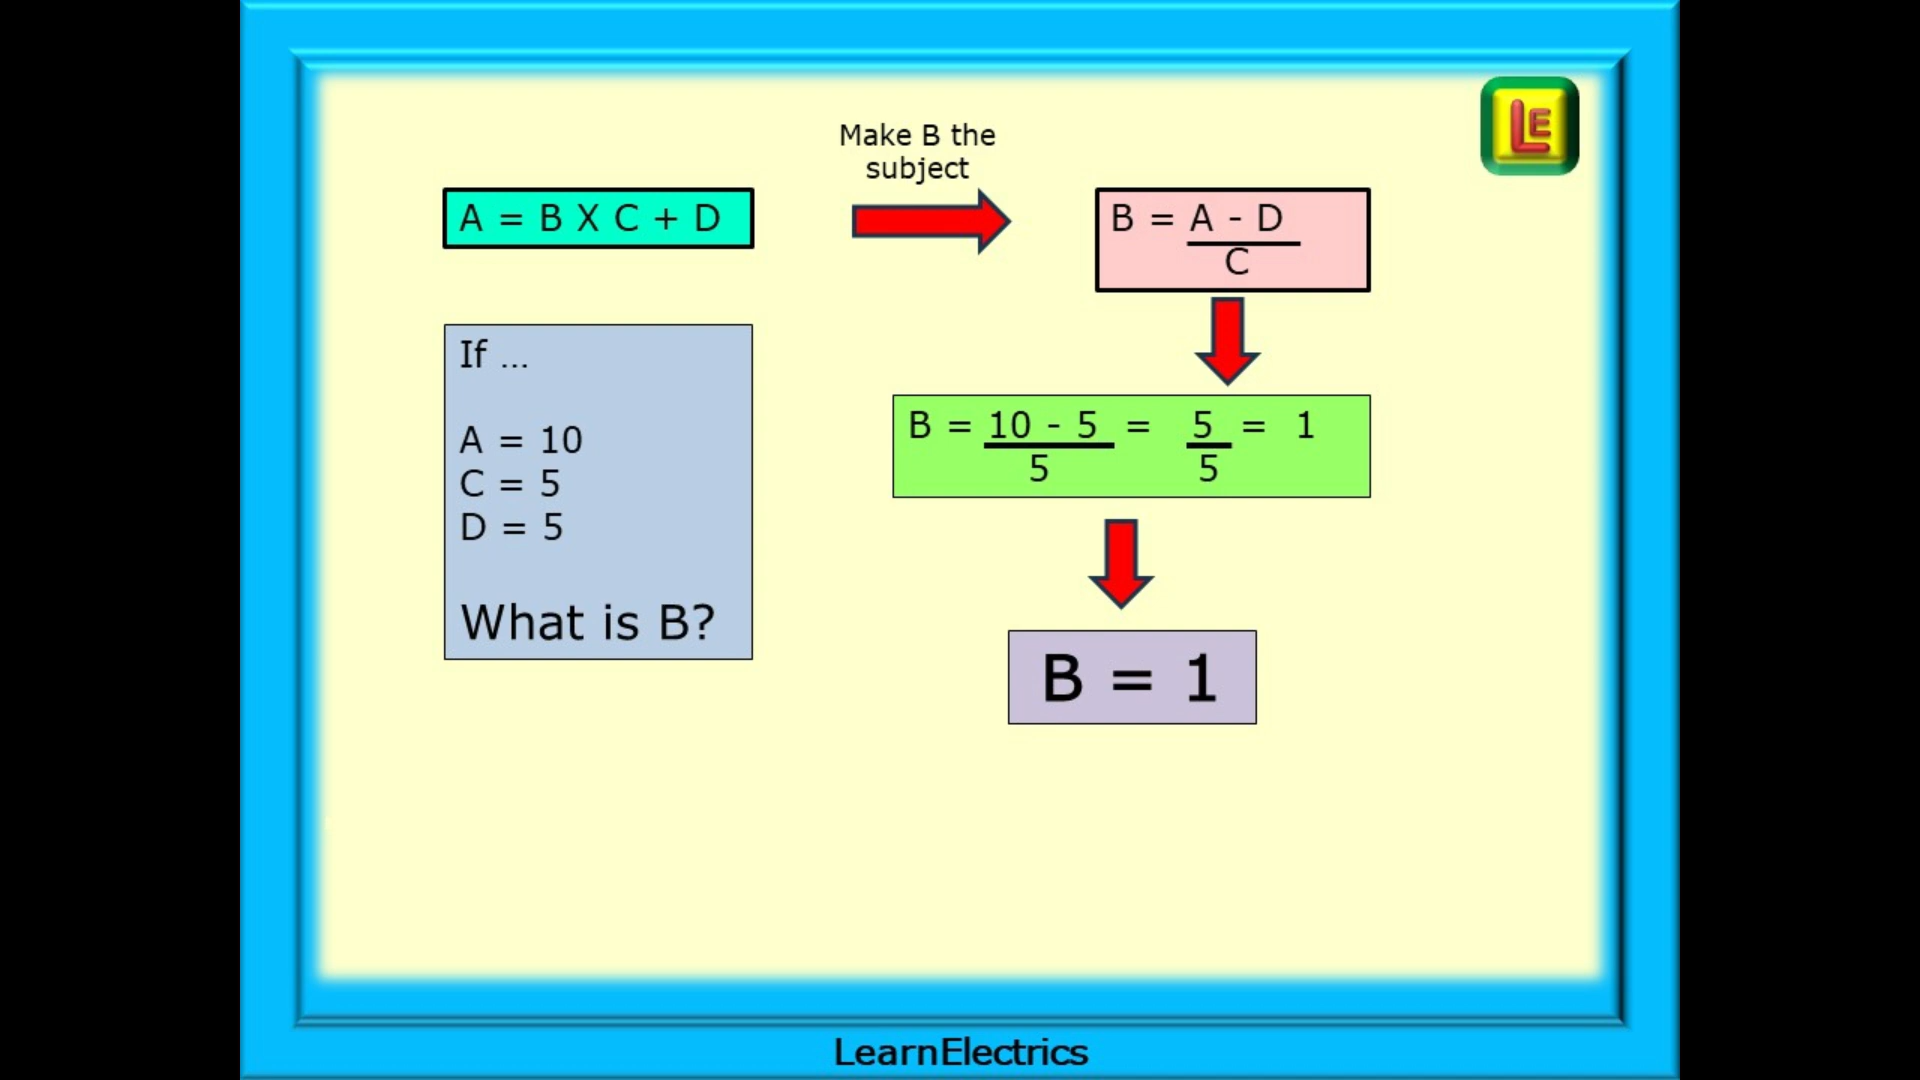 LE
Make B the
subject
A = B X C + D
B = A - D
C
If ...
A = 10
C = 5
D = 5
What is B?
B = 10 - 5 = 5 = 1
5 5
B = 1
LearnElectrics